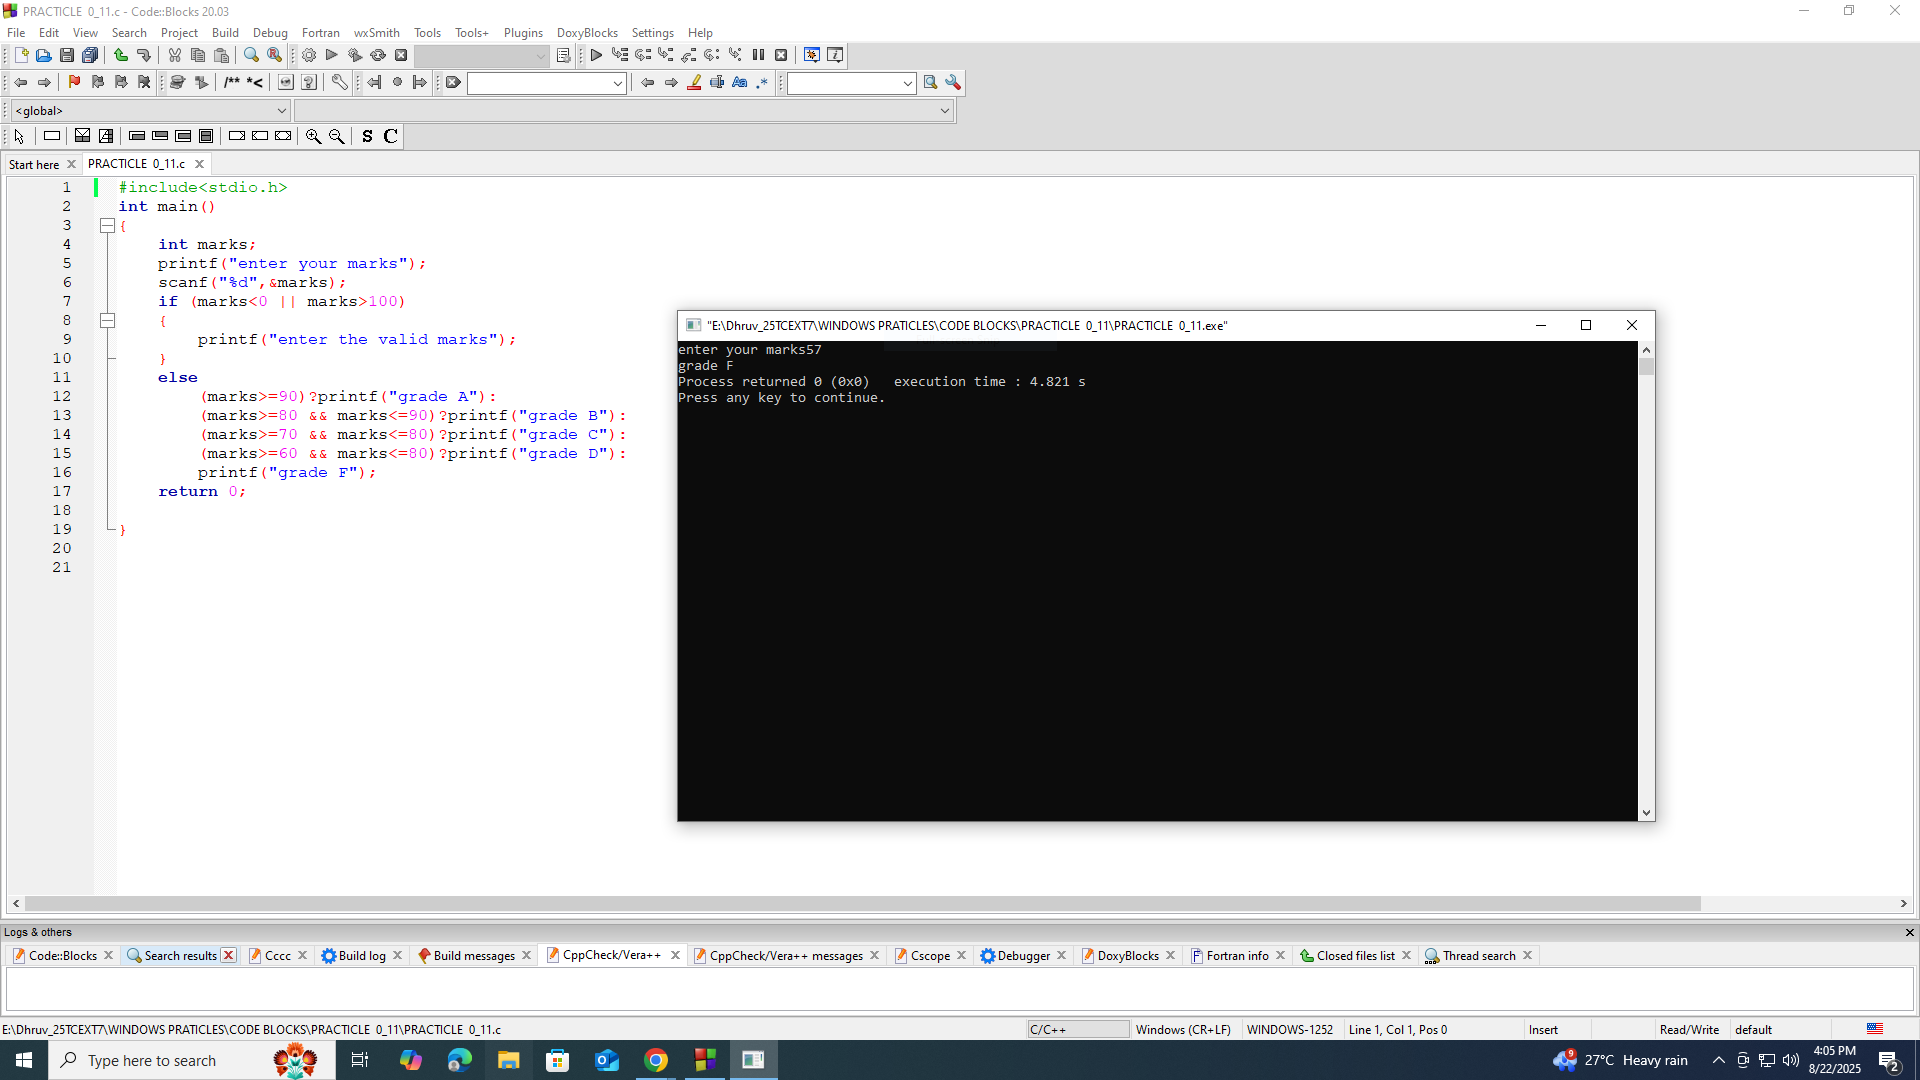 PRACTICLE 0_11.c - Code::Blocks 20.03
File Edit View Search Project Build Debug Fortran wxSmith Tools Tools+ Plugins DoxyBlocks Settings Help
/** *<
<global>
S C
Start here PRACTICLE 0_11.c
1 #include<stdio.h>
2 int main()
3 {
4 int marks;
5 printf("enter your marks");
6 scanf("%d",&marks);
7 if (marks<0 || marks>100)
8 {
9 printf("enter the valid marks");
10 }
11 else
12 (marks>=90)?printf("grade A"):
13 (marks>=80 && marks<=90)?printf("grade B"):
14 (marks>=70 && marks<=80)?printf("grade C"):
15 (marks>=60 && marks<=80)?printf("grade D"):
16 printf("grade F");
17 return 0;
18
19 }
20
21
"E:\Dhruv_25TCEXT7\WINDOWS PRATICLES\CODE BLOCKS\PRACTICLE 0_11\PRACTICLE 0_11.exe"
enter your marks57
grade F
Process returned 0 (0x0) execution time : 4.821 s
Press any key to continue.
Logs & others
Code::Blocks Search results Cccc Build log Build messages CppCheck/Vera++ CppCheck/Vera++ messages Cscope Debugger DoxyBlocks Fortran info Closed files list Thread search
E:\Dhruv_25TCEXT7\WINDOWS PRATICLES\CODE BLOCKS\PRACTICLE 0_11\PRACTICLE 0_11.c C/C++ Windows (CR+LF) WINDOWS-1252 Line 1, Col 1, Pos 0 Insert Read/Write default
Type here to search 9 27°C Heavy rain 4:05 PM
8/22/2025 2